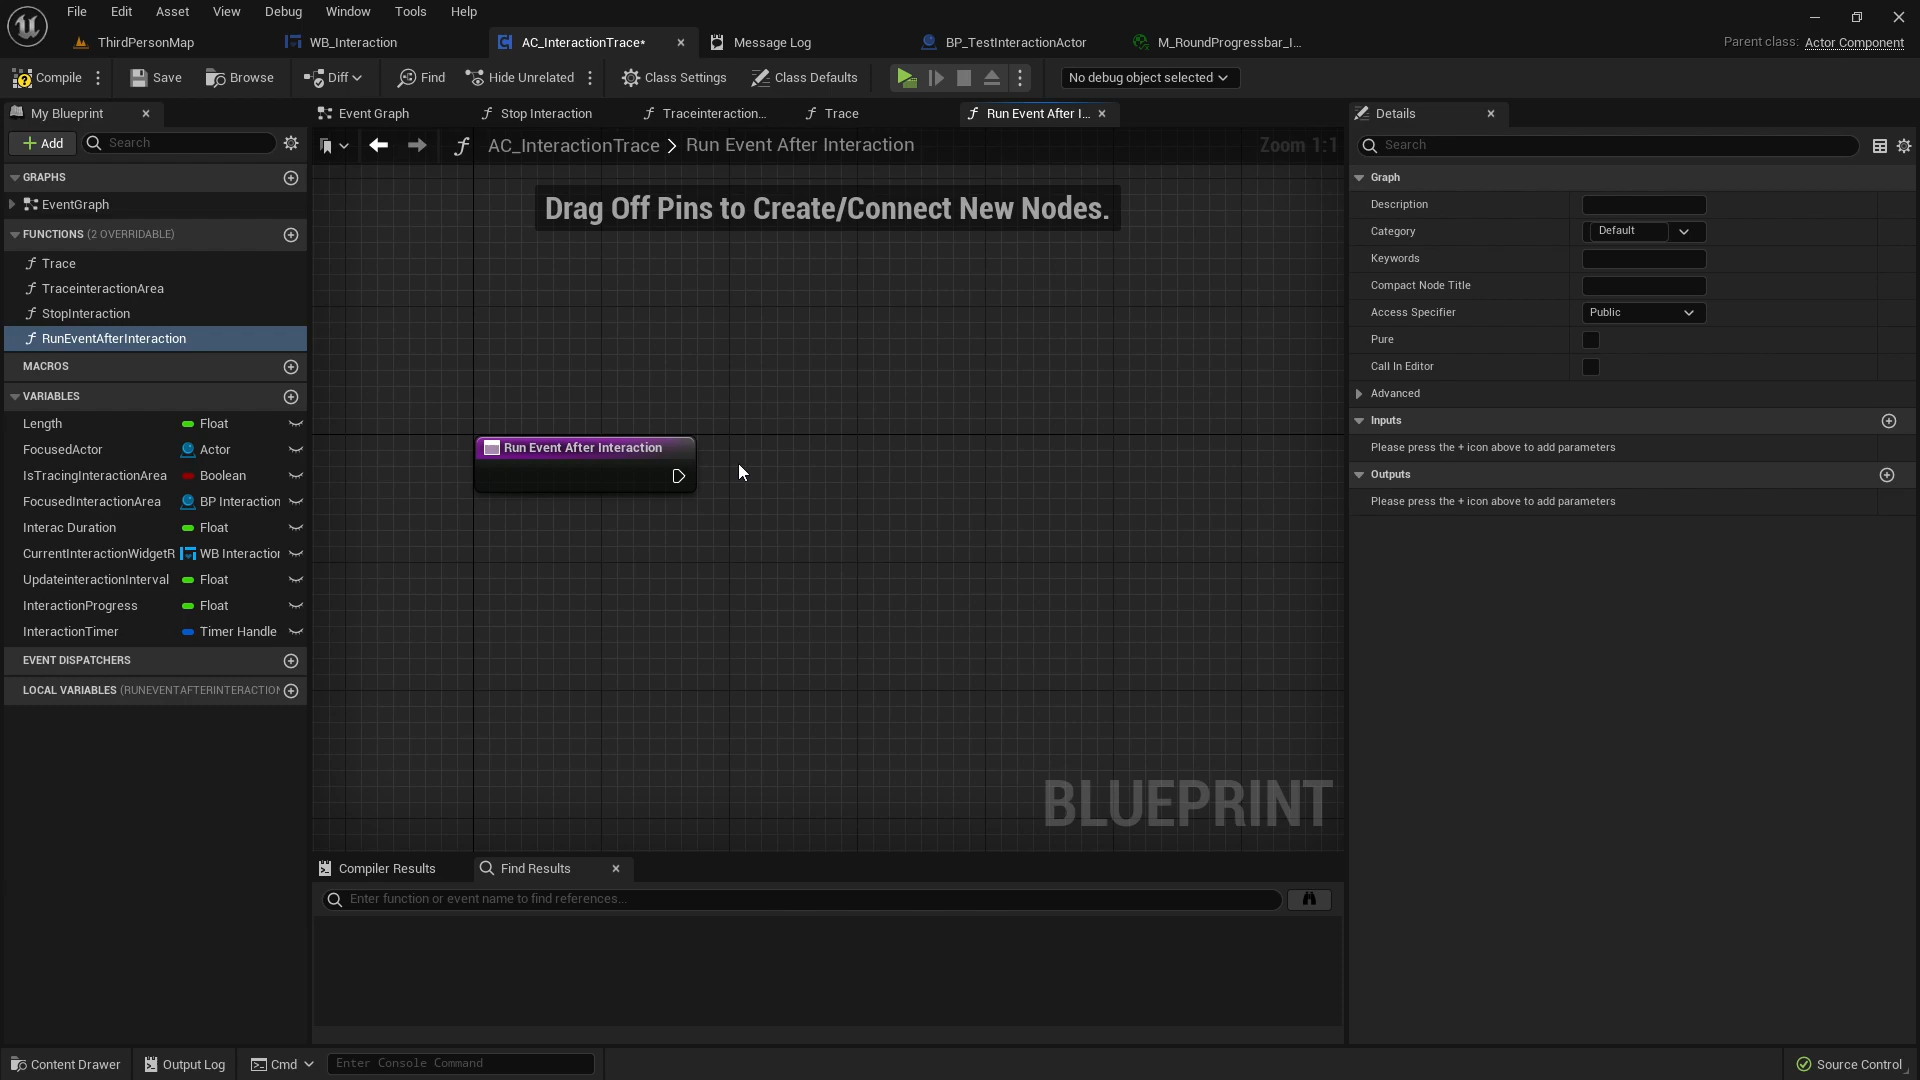 File Edit Asset View Debug Window Tools Help
ThirdPersonMap WB_Interaction AC_InteractionTrace* Message Log BP_TestInteractionActor M_RoundProgressbar_I... Parent class: Actor Component
Compile Save Browse Diff Find Hide Unrelated Class Settings Class Defaults No debug object selected
My Blueprint Event Graph Stop Interaction Traceinteraction... Trace Run Event After I... Details
Add Search AC_InteractionTrace > Run Event After Interaction Zoom 1:1 Search
GRAPHS
EventGraph
FUNCTIONS (2 OVERRIDABLE)
Trace
TraceinteractionArea
StopInteraction
RunEventAfterInteraction
MACROS
VARIABLES
Length Float
FocusedActor Actor
IsTracingInteractionArea Boolean
FocusedInteractionArea BP Interaction
Interac Duration Float
CurrentInteractionWidgetR WB Interaction
UpdateinteractionInterval Float
InteractionProgress Float
InteractionTimer Timer Handle
EVENT DISPATCHERS
LOCAL VARIABLES (RUNEVENTAFTERINTERACTION
Drag Off Pins to Create/Connect New Nodes.
Run Event After Interaction
BLUEPRINT
Compiler Results Find Results
Enter function or event name to find references...
Graph
Description
Category Default
Keywords
Compact Node Title
Access Specifier Public
Pure
Call In Editor
Advanced
Inputs
Please press the + icon above to add parameters
Outputs
Please press the + icon above to add parameters
Content Drawer Output Log Cmd Enter Console Command Source Control